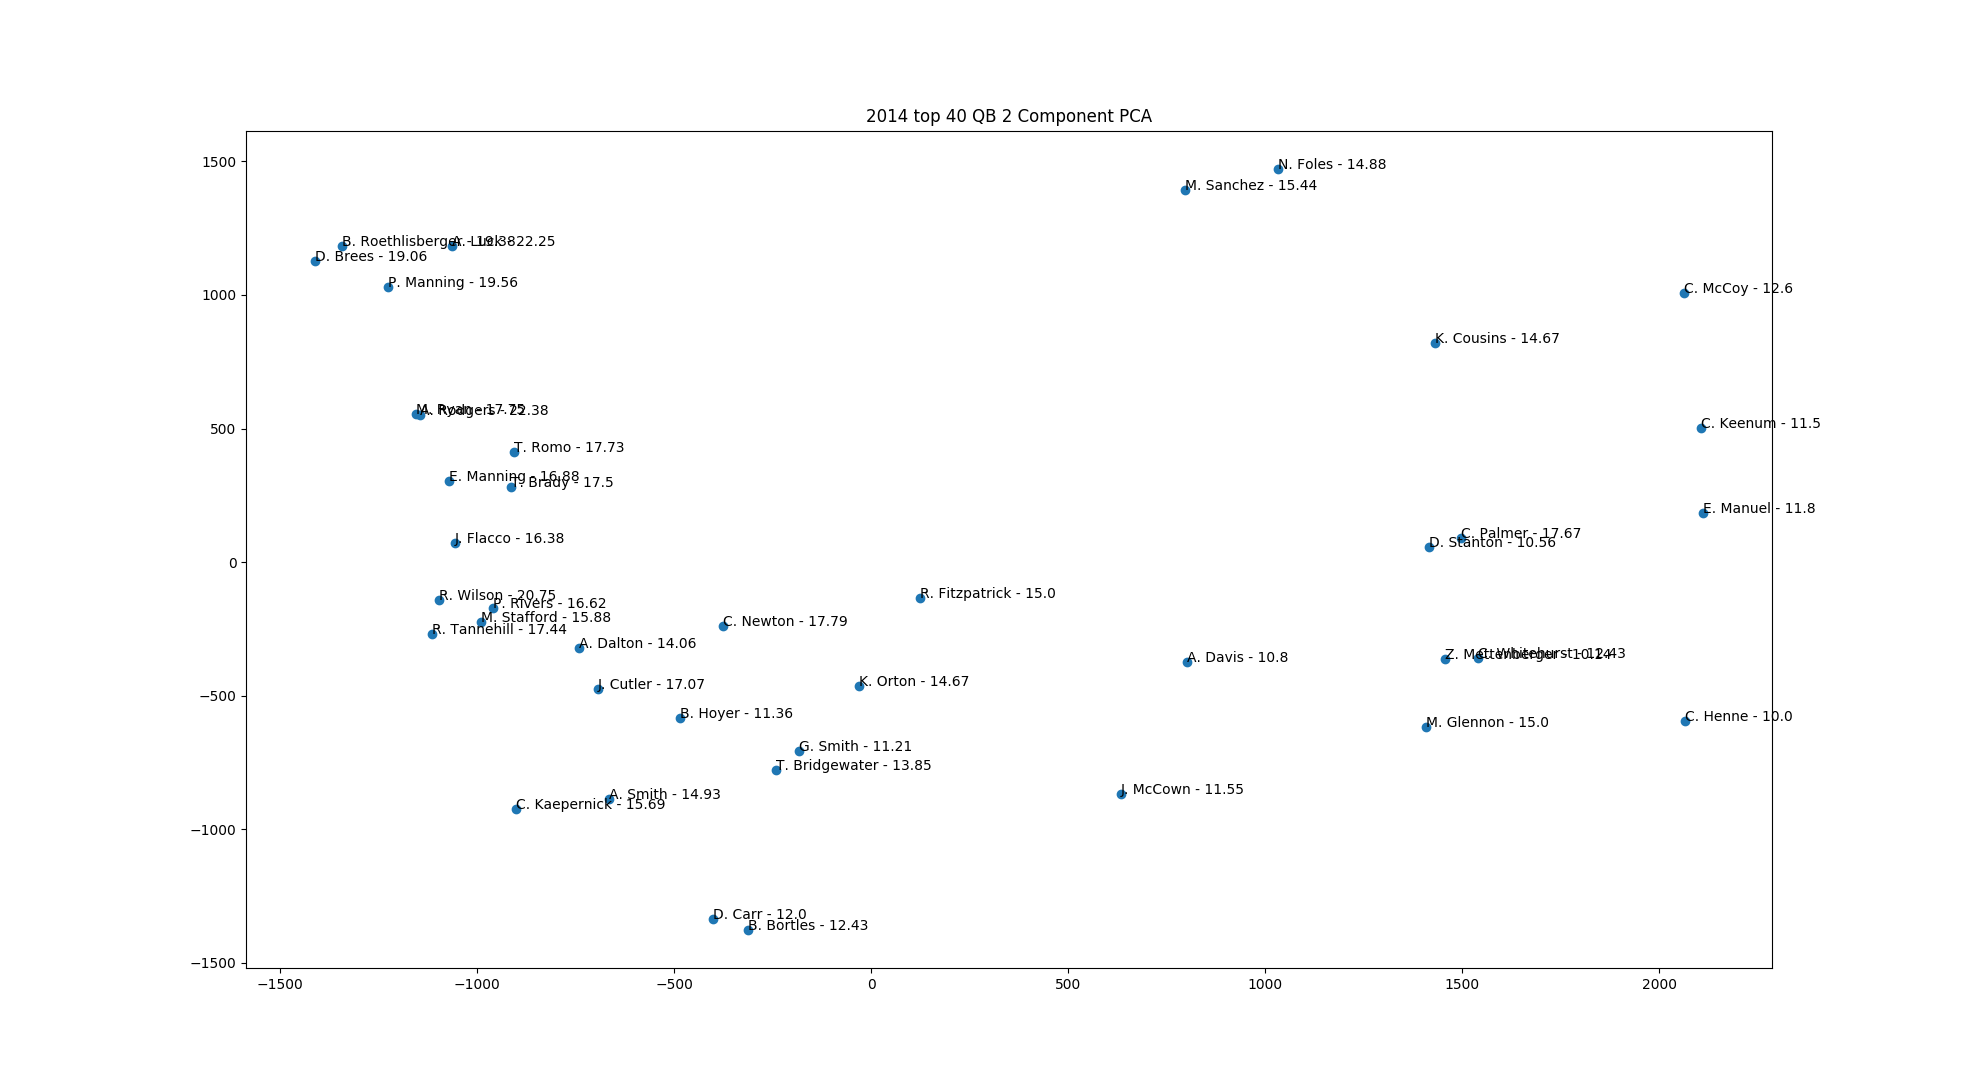 2014 top 40 QB 2 Component PCA
1500
N. Foles - 14.88
M. Sanchez - 15.44
B. Roethlisberger - 19.38
A. Luck - 22.25
D. Brees - 19.06
P. Manning - 19.56
1000
C. McCoy - 12.6
K. Cousins - 14.67
M. Ryan - 17.75
A. Rodgers - 22.38
500
C. Keenum - 11.5
T. Romo - 17.73
E. Manning - 16.88
T. Brady - 17.5
E. Manuel - 11.8
C. Palmer - 17.67
J. Flacco - 16.38
D. Stanton - 10.56
0
R. Fitzpatrick - 15.0
R. Wilson - 20.75
P. Rivers - 16.62
M. Stafford - 15.88
C. Newton - 17.79
R. Tannehill - 17.44
A. Dalton - 14.06
Z. Mettenberger - 10.14
C. Whitehurst - 12.43
A. Davis - 10.8
K. Orton - 14.67
J. Cutler - 17.07
−500
B. Hoyer - 11.36
C. Henne - 10.0
M. Glennon - 15.0
G. Smith - 11.21
T. Bridgewater - 13.85
J. McCown - 11.55
A. Smith - 14.93
C. Kaepernick - 15.69
−1000
D. Carr - 12.0
B. Bortles - 12.43
−1500
−1500 −1000 −500 0 500 1000 1500 2000